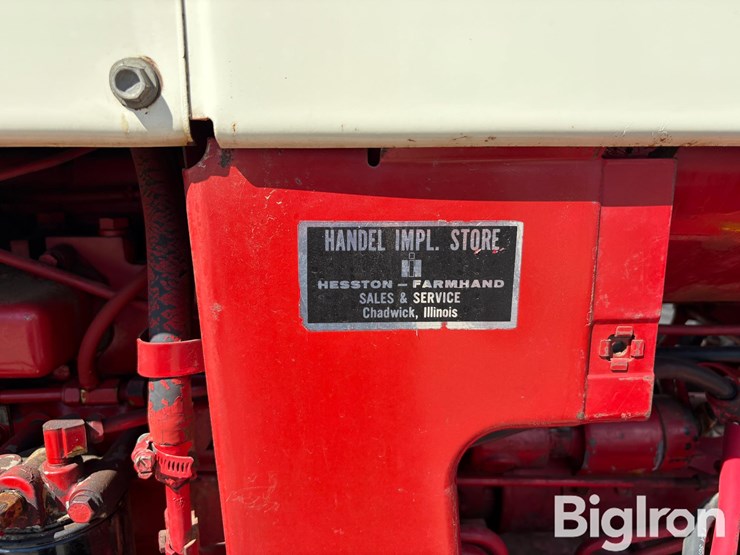 HANDEL IMPL. STORE
HESSTON — FARMHAND
SALES & SERVICE
Chadwick, Illinois
BigIron